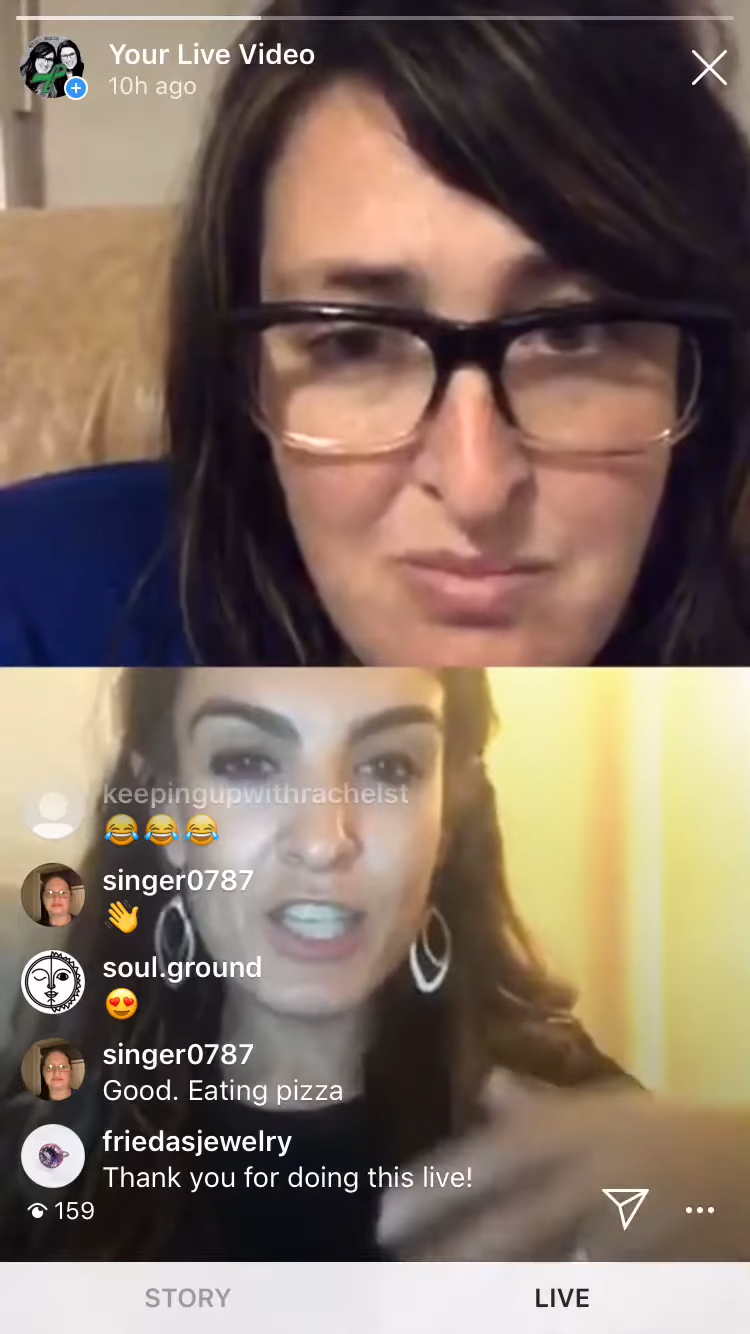 Your Live Video
10h ago
keepingupwithrachelst
😂😂😂
singer0787
👋
soul.ground
😍
singer0787
Good. Eating pizza
friedasjewelry
Thank you for doing this live!
159
STORY
LIVE